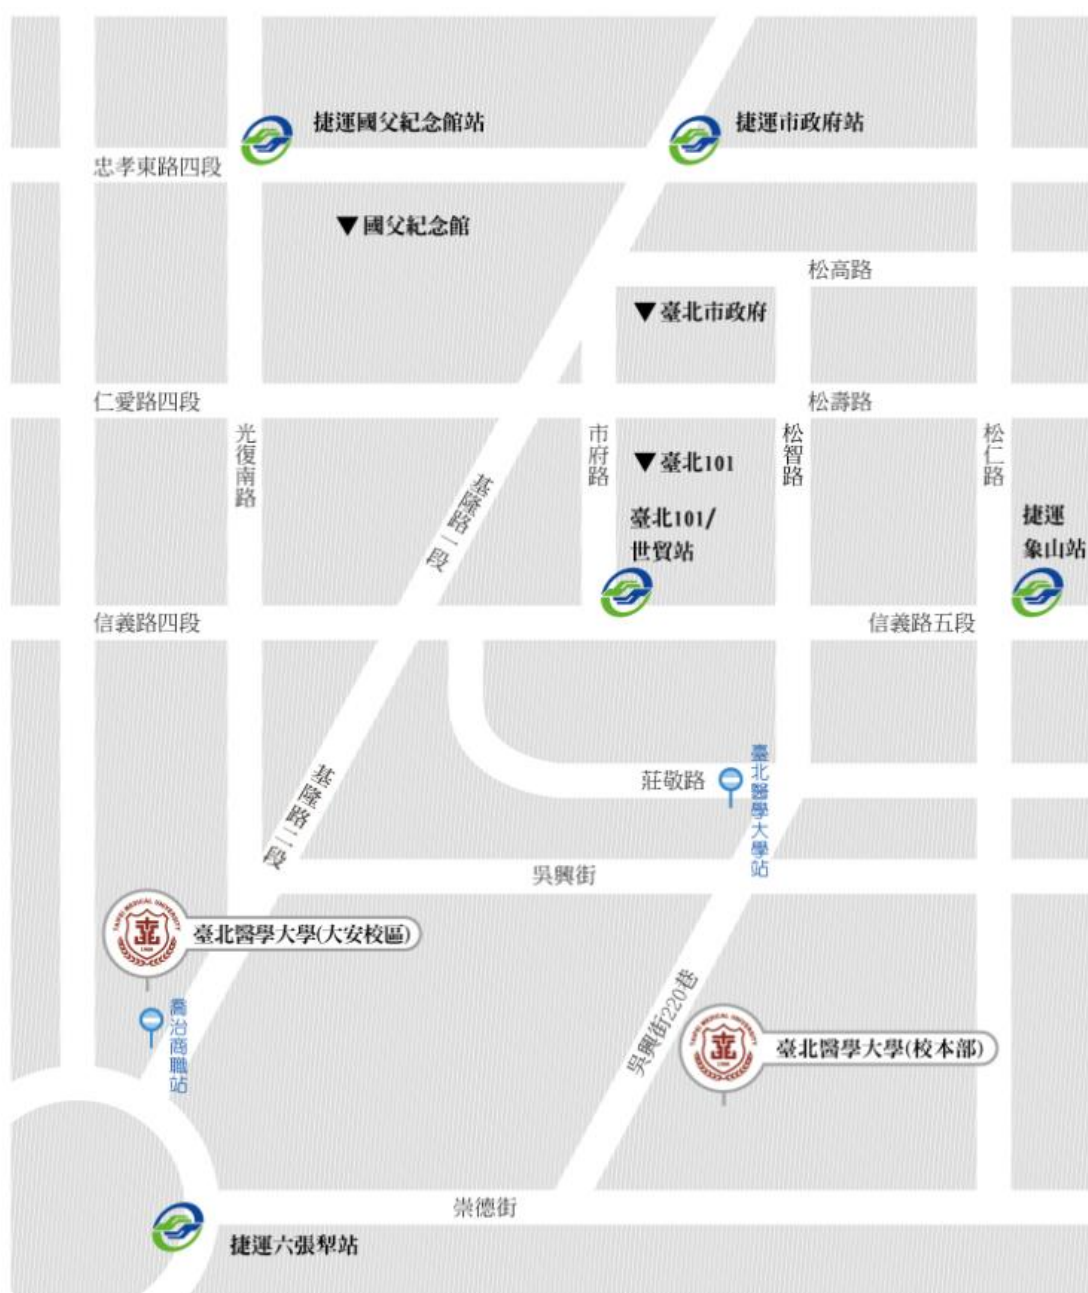 捷運國父紀念館站
捷運市政府站
忠孝東路四段
▼國父紀念館
松高路
▼臺北市政府
仁愛路四段
松壽路
光復南路
市府路
松智路
松仁路
▼臺北101
基隆路一段
臺北101/
世貿站
捷運
象山站
信義路四段
信義路五段
臺北醫學大學站
莊敬路
基隆路二段
吳興街
臺北醫學大學(大安校區)
喬治商職站
吳興街220巷
臺北醫學大學(校本部)
崇德街
捷運六張犁站